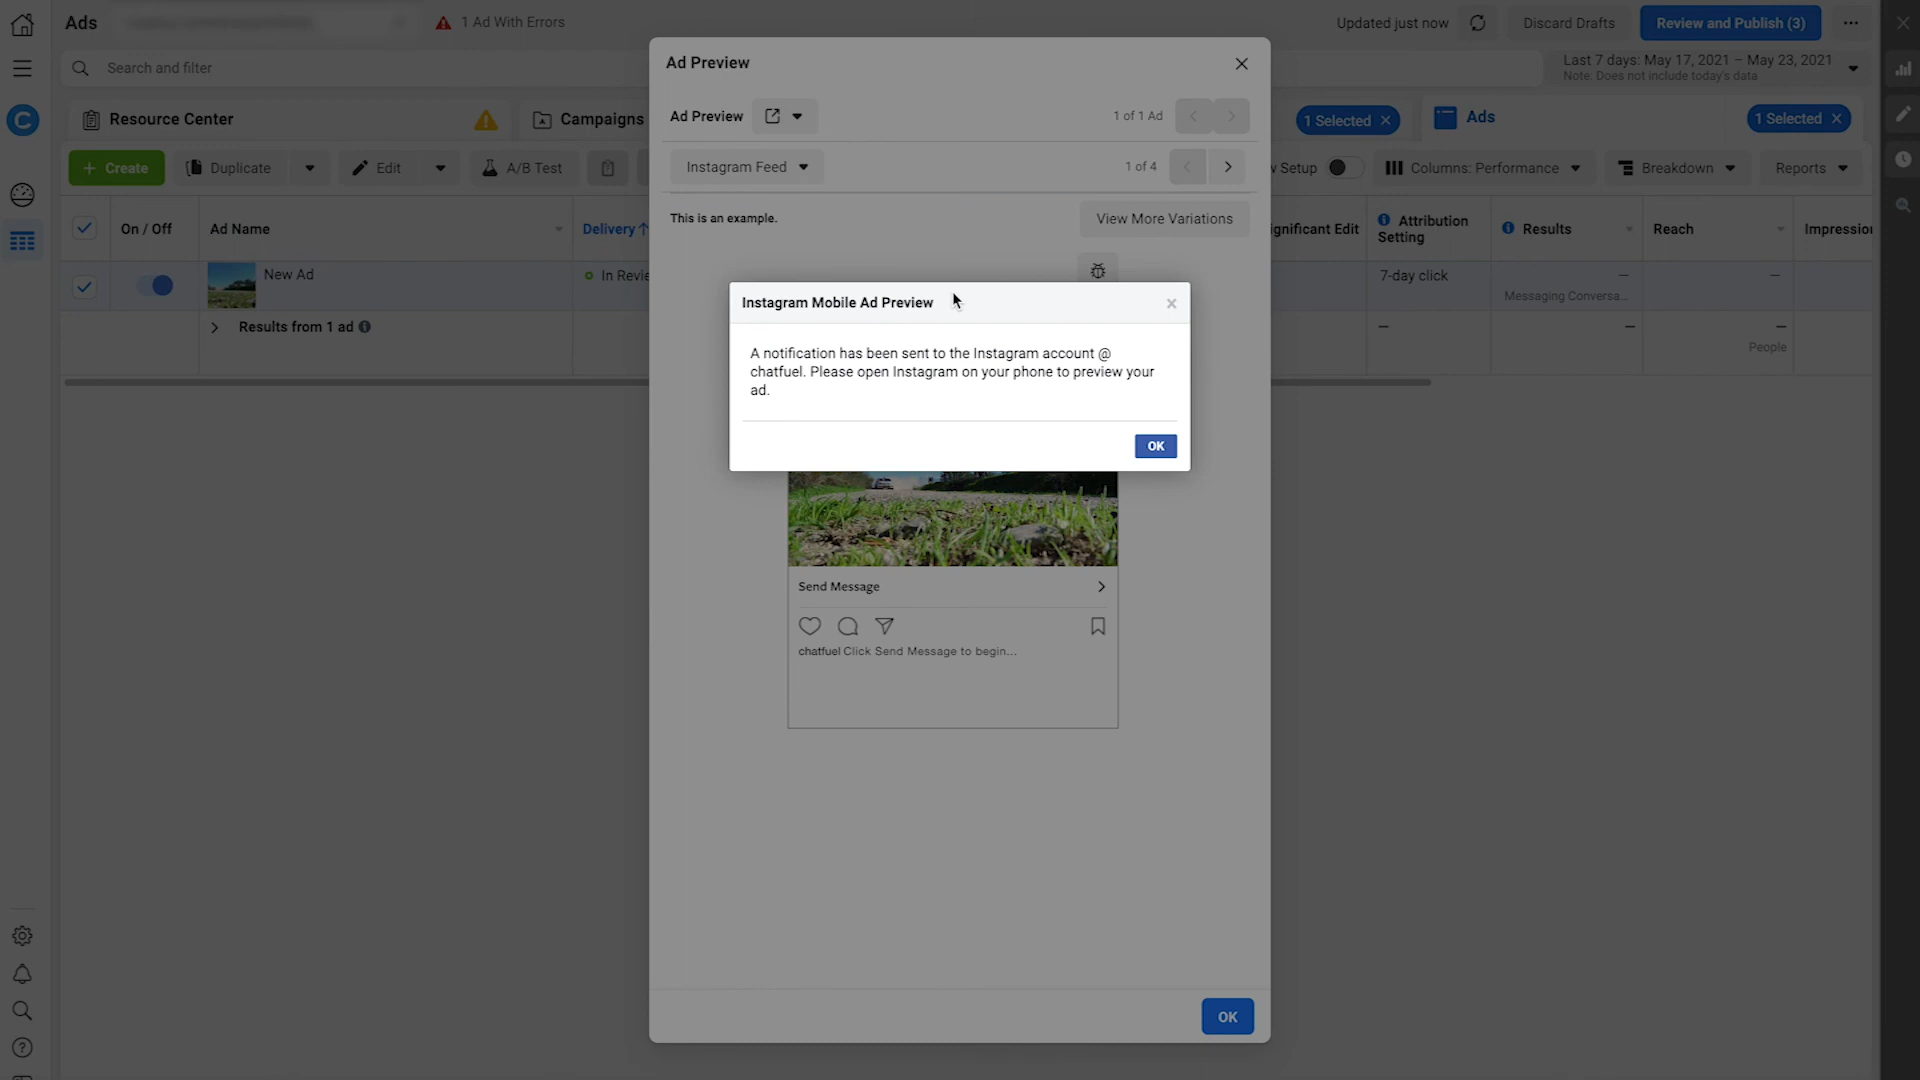 Ads
1 Ad With Errors
Updated just now
Discard Drafts
Review and Publish (3)
Search and filter
Last 7 days: May 17, 2021 – May 23, 2021
Note: Does not include today's data
Resource Center
Campaigns
1 Selected
Ads
1 Selected
Create
Duplicate
Edit
A/B Test
Setup
Columns: Performance
Breakdown
Reports
On / Off
Ad Name
Delivery
ignificant Edit
Attribution
Setting
Results
Reach
Impression
New Ad
In Revie
7-day click
—
Messaging Conversa...
—
Results from 1 ad
—
—
—
People
Ad Preview
Ad Preview
1 of 1 Ad
Instagram Feed
1 of 4
This is an example.
View More Variations
Instagram Mobile Ad Preview
A notification has been sent to the Instagram account @
chatfuel. Please open Instagram on your phone to preview your
ad.
OK
Send Message
chatfuel Click Send Message to begin...
OK